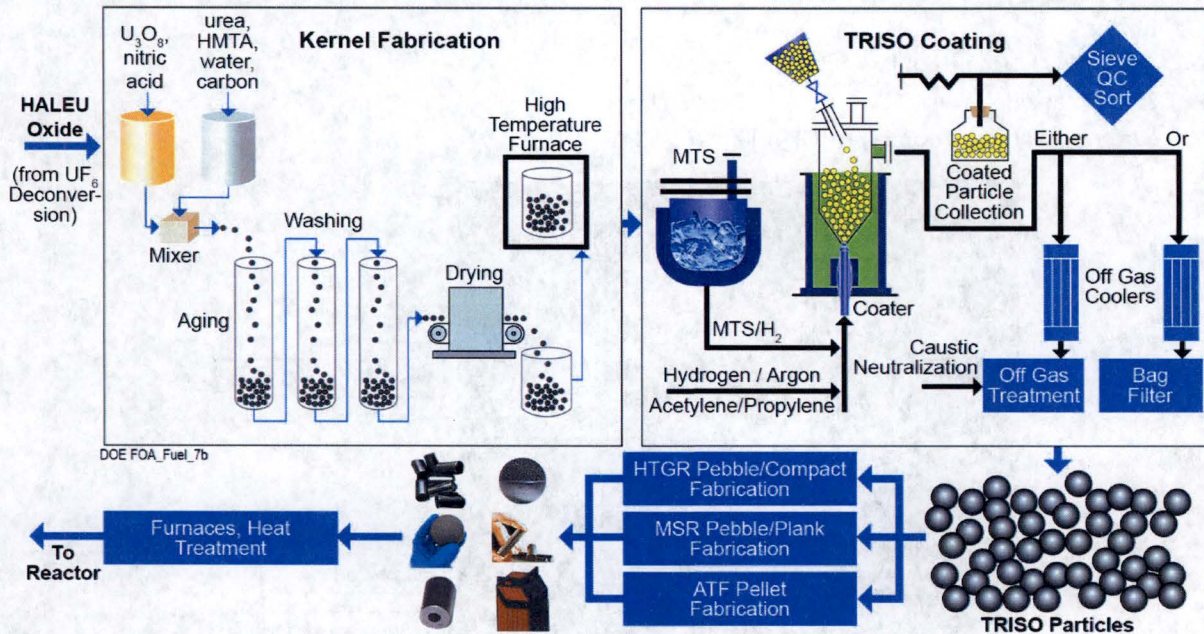 Kernel Fabrication
U₃O₈,
nitric
acid
urea,
HMTA,
water,
carbon
HALEU
Oxide
(from UF₆
Deconver-
sion)
Mixer
Aging
Washing
Drying
High
Temperature
Furnace
TRISO Coating
MTS
MTS/H₂
Hydrogen / Argon
Acetylene/Propylene
Coater
Coated
Particle
Collection
Sieve
QC
Sort
Either
Or
Off Gas
Coolers
Caustic
Neutralization
Off Gas
Treatment
Bag
Filter
DOE FOA_Fuel_7b
TRISO Particles
HTGR Pebble/Compact
Fabrication
MSR Pebble/Plank
Fabrication
ATF Pellet
Fabrication
Furnaces, Heat
Treatment
To
Reactor